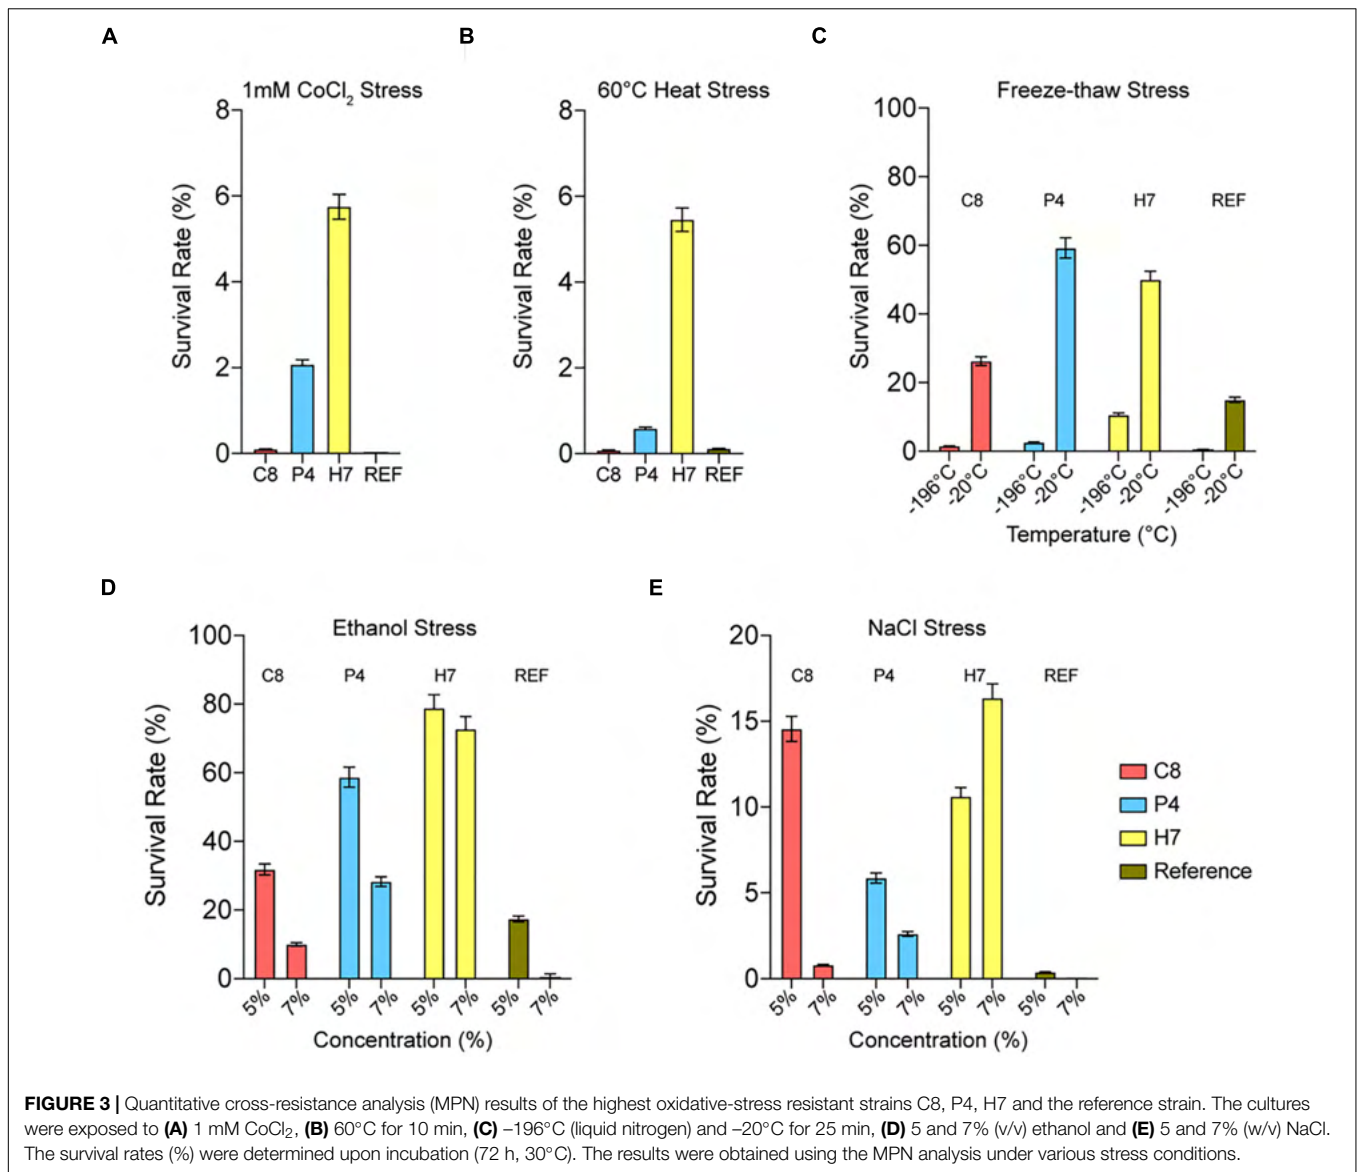 A
B
C
1mM CoCl2 Stress
60°C Heat Stress
Freeze-thaw Stress
Survival Rate (%)
8
6
4
2
0
C8 P4 H7 REF
Survival Rate (%)
8
6
4
2
0
C8 P4 H7 REF
Survival Rate (%)
100
80
60
40
20
0
C8 P4 H7 REF
-196°C -20°C -196°C -20°C -196°C -20°C -196°C -20°C
Temperature (°C)
D
E
Ethanol Stress
NaCl Stress
Survival Rate (%)
100
80
60
40
20
0
C8 P4 H7 REF
5% 7% 5% 7% 5% 7% 5% 7%
Concentration (%)
Survival Rate (%)
20
15
10
5
0
C8 P4 H7 REF
5% 7% 5% 7% 5% 7% 5% 7%
Concentration (%)
C8
P4
H7
Reference
FIGURE 3 | Quantitative cross-resistance analysis (MPN) results of the highest oxidative-stress resistant strains C8, P4, H7 and the reference strain. The cultures
were exposed to (A) 1 mM CoCl2, (B) 60°C for 10 min, (C) –196°C (liquid nitrogen) and –20°C for 25 min, (D) 5 and 7% (v/v) ethanol and (E) 5 and 7% (w/v) NaCl.
The survival rates (%) were determined upon incubation (72 h, 30°C). The results were obtained using the MPN analysis under various stress conditions.